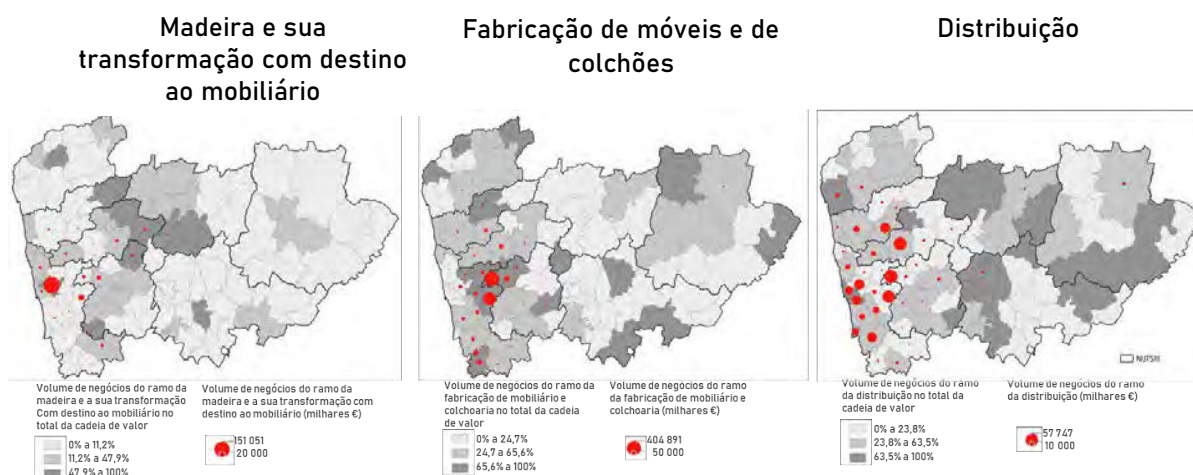 Madeira e sua
transformação com destino
ao mobiliário
Fabricação de móveis e de
colchões
Distribuição
NUTSIII
Volume de negócios do ramo da
madeira e a sua transformação
Com destino ao mobiliário no
total da cadeia de valor
0% a 11,2%
11,2% a 47,9%
47,9% a 100%
Volume de negócios do ramo da
madeira e a sua transformação com
destino ao mobiliário (milhares €)
151 051
20 000
Volume de negócios do ramo da
fabricação de mobiliário e
colchoaria no total da cadeia
de valor
0% a 24,7%
24,7 a 65,6%
65,6% a 100%
Volume de negócios do ramo
da fabricação de mobiliário e
colchoaria (milhares €)
404 891
50 000
Volume de negócios do ramo
da distribuição no total da
cadeia de valor
0% a 23,8%
23,8% a 63,5%
63,5% a 100%
Volume de negócios do ramo
da distribuição (milhares €)
57 747
10 000